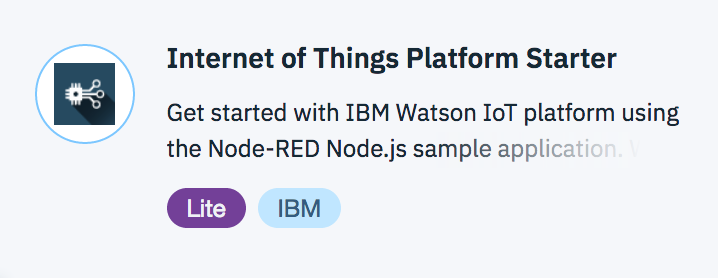 Internet of Things Platform Starter
Get started with IBM Watson IoT platform using
the Node-RED Node.js sample application.
Lite
IBM